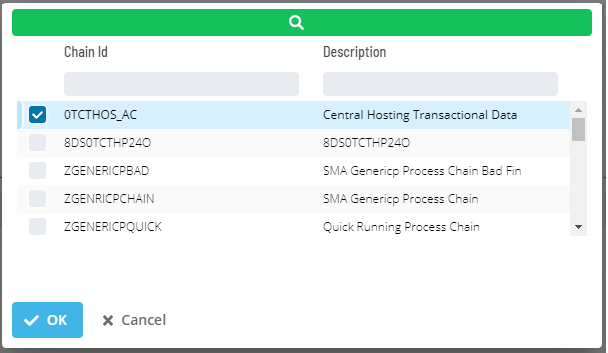 Chain Id Description
0TCTHOS_AC Central Hosting Transactional Data
8DS0TCTHP24O 8DS0TCTHP24O
ZGENERICPBAD SMA Genericp Process Chain Bad Fin
ZGENRICPCHAIN SMA Genericp Process Chain
ZGENERICPQUICK Quick Running Process Chain
OK Cancel